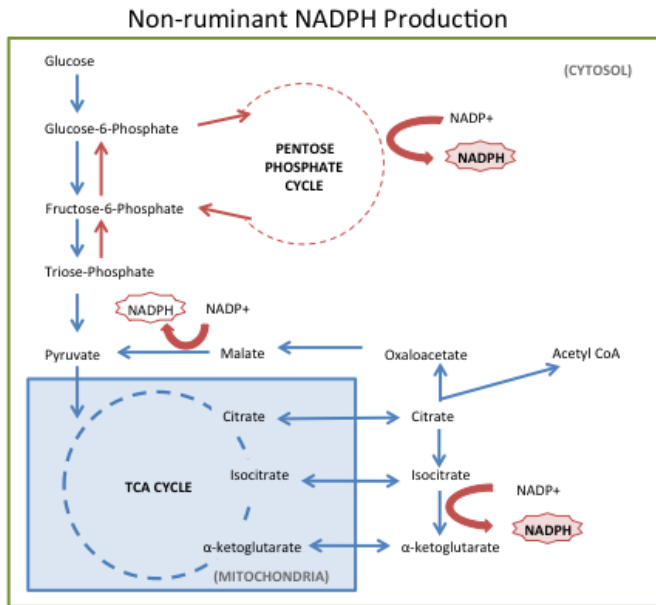 Non-ruminant NADPH Production
Glucose
(CYTOSOL)
Glucose-6-Phosphate
NADP+
PENTOSE
PHOSPHATE
CYCLE
NADPH
Fructose-6-Phosphate
Triose-Phosphate
NADPH
NADP+
Pyruvate
Malate
Oxaloacetate
Acetyl CoA
Citrate
Citrate
TCA CYCLE
Isocitrate
Isocitrate
NADP+
NADPH
α-ketoglutarate
α-ketoglutarate
(MITOCHONDRIA)